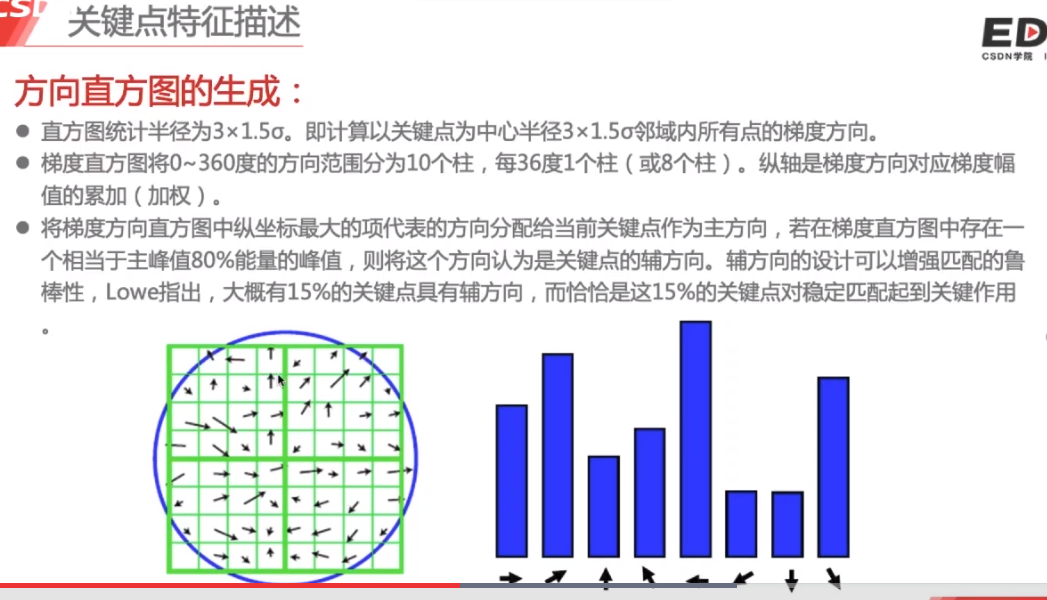 CSD
关键点特征描述
ED
CSDN学院
方向直方图的生成：
● 直方图统计半径为3×1.5σ。即计算以关键点为中心半径3×1.5σ邻域内所有点的梯度方向。
● 梯度直方图将0~360度的方向范围分为10个柱，每36度1个柱（或8个柱）。纵轴是梯度方向对应梯度幅
值的累加（加权）。
● 将梯度方向直方图中纵坐标最大的项代表的方向分配给当前关键点作为主方向，若在梯度直方图中存在一
个相当于主峰值80%能量的峰值，则将这个方向认为是关键点的辅方向。辅方向的设计可以增强匹配的鲁
棒性，Lowe指出，大概有15%的关键点具有辅方向，而恰恰是这15%的关键点对稳定匹配起到关键作用
。